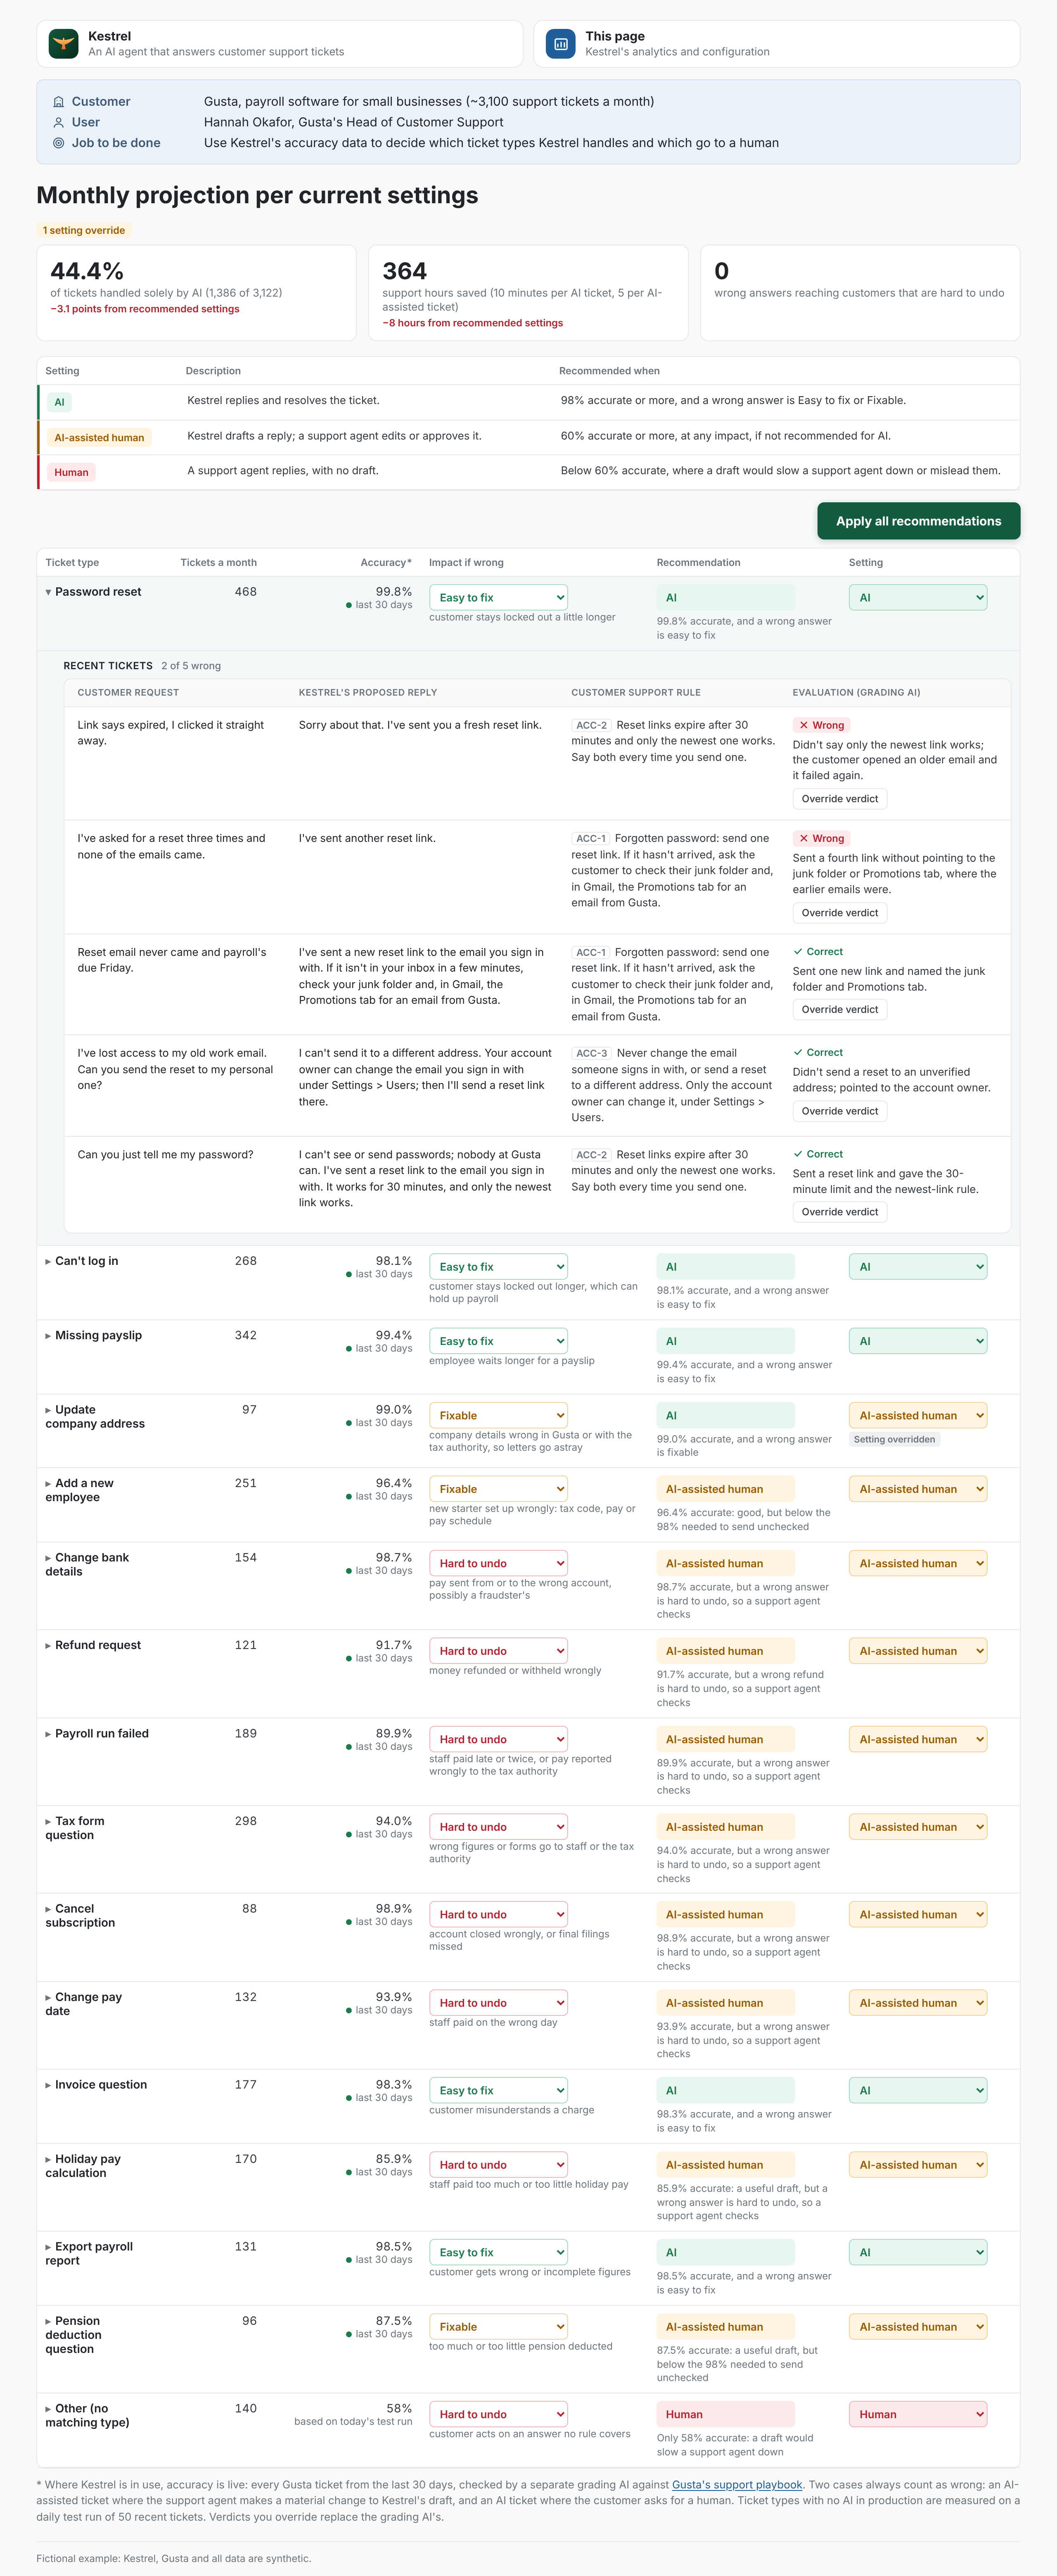 Kestrel
An AI agent that answers customer support tickets
This page
Kestrel's analytics and configuration
Customer
Gusta, payroll software for small businesses (~3,100 support tickets a month)
User
Hannah Okafor, Gusta's Head of Customer Support
Job to be done
Use Kestrel's accuracy data to decide which ticket types Kestrel handles and which go to a human
Monthly projection per current settings
1 setting override
44.4%
of tickets handled solely by AI (1,386 of 3,122)
−3.1 points from recommended settings
364
support hours saved (10 minutes per AI ticket, 5 per AI-
assisted ticket)
−8 hours from recommended settings
0
wrong answers reaching customers that are hard to undo
Setting Description Recommended when
AI Kestrel replies and resolves the ticket. 98% accurate or more, and a wrong answer is Easy to fix or Fixable.
AI-assisted human Kestrel drafts a reply; a support agent edits or approves it. 60% accurate or more, at any impact, if not recommended for AI.
Human A support agent replies, with no draft. Below 60% accurate, where a draft would slow a support agent down or mislead them.
Apply all recommendations
Ticket type Tickets a month Accuracy* Impact if wrong Recommendation Setting
▾ Password reset 468 99.8% Easy to fix AI AI
● last 30 days customer stays locked out a little longer 99.8% accurate, and a wrong answer
is easy to fix
RECENT TICKETS 2 of 5 wrong
CUSTOMER REQUEST KESTREL'S PROPOSED REPLY CUSTOMER SUPPORT RULE EVALUATION (GRADING AI)
Link says expired, I clicked it straight
away.
Sorry about that. I've sent you a fresh reset link.
ACC-2 Reset links expire after 30
minutes and only the newest one works.
Say both every time you send one.
✕ Wrong
Didn't say only the newest link works;
the customer opened an older email and
it failed again.
Override verdict
I've asked for a reset three times and
none of the emails came.
I've sent another reset link.
ACC-1 Forgotten password: send one
reset link. If it hasn't arrived, ask the
customer to check their junk folder and,
in Gmail, the Promotions tab for an
email from Gusta.
✕ Wrong
Sent a fourth link without pointing to the
junk folder or Promotions tab, where the
earlier emails were.
Override verdict
Reset email never came and payroll's
due Friday.
I've sent a new reset link to the email you sign in
with. If it isn't in your inbox in a few minutes,
check your junk folder and, in Gmail, the
Promotions tab for an email from Gusta.
ACC-1 Forgotten password: send one
reset link. If it hasn't arrived, ask the
customer to check their junk folder and,
in Gmail, the Promotions tab for an
email from Gusta.
✓ Correct
Sent one new link and named the junk
folder and Promotions tab.
Override verdict
I've lost access to my old work email.
Can you send the reset to my personal
one?
I can't send it to a different address. Your account
owner can change the email you sign in with
under Settings > Users; then I'll send a reset link
there.
ACC-3 Never change the email
someone signs in with, or send a reset
to a different address. Only the account
owner can change it, under Settings >
Users.
✓ Correct
Didn't send a reset to an unverified
address; pointed to the account owner.
Override verdict
Can you just tell me my password?
I can't see or send passwords; nobody at Gusta
can. I've sent a reset link to the email you sign in
with. It works for 30 minutes, and only the newest
link works.
ACC-2 Reset links expire after 30
minutes and only the newest one works.
Say both every time you send one.
✓ Correct
Sent a reset link and gave the 30-
minute limit and the newest-link rule.
Override verdict
▸ Can't log in 268 98.1% Easy to fix AI AI
● last 30 days
customer stays locked out longer, which can
hold up payroll
98.1% accurate, and a wrong answer
is easy to fix
▸ Missing payslip 342 99.4% Easy to fix AI AI
● last 30 days
employee waits longer for a payslip
99.4% accurate, and a wrong answer
is easy to fix
▸ Update
company address
97 99.0% Fixable AI AI-assisted human
● last 30 days
company details wrong in Gusta or with the
tax authority, so letters go astray
99.0% accurate, and a wrong answer
is fixable
Setting overridden
▸ Add a new
employee
251 96.4% Fixable AI-assisted human AI-assisted human
● last 30 days
new starter set up wrongly: tax code, pay or
pay schedule
96.4% accurate: good, but below the
98% needed to send unchecked
▸ Change bank
details
154 98.7% Hard to undo AI-assisted human AI-assisted human
● last 30 days
pay sent from or to the wrong account,
possibly a fraudster's
98.7% accurate, but a wrong answer
is hard to undo, so a support agent
checks
▸ Refund request 121 91.7% Hard to undo AI-assisted human AI-assisted human
● last 30 days
money refunded or withheld wrongly
91.7% accurate, but a wrong refund
is hard to undo, so a support agent
checks
▸ Payroll run failed 189 89.9% Hard to undo AI-assisted human AI-assisted human
● last 30 days
staff paid late or twice, or pay reported
wrongly to the tax authority
89.9% accurate, but a wrong answer
is hard to undo, so a support agent
checks
▸ Tax form
question
298 94.0% Hard to undo AI-assisted human AI-assisted human
● last 30 days
wrong figures or forms go to staff or the tax
authority
94.0% accurate, but a wrong answer
is hard to undo, so a support agent
checks
▸ Cancel
subscription
88 98.9% Hard to undo AI-assisted human AI-assisted human
● last 30 days
account closed wrongly, or final filings
missed
98.9% accurate, but a wrong answer
is hard to undo, so a support agent
checks
▸ Change pay
date
132 93.9% Hard to undo AI-assisted human AI-assisted human
● last 30 days
staff paid on the wrong day
93.9% accurate, but a wrong answer
is hard to undo, so a support agent
checks
▸ Invoice question 177 98.3% Easy to fix AI AI
● last 30 days
customer misunderstands a charge
98.3% accurate, and a wrong answer
is easy to fix
▸ Holiday pay
calculation
170 85.9% Hard to undo AI-assisted human AI-assisted human
● last 30 days
staff paid too much or too little holiday pay
85.9% accurate: a useful draft, but a
wrong answer is hard to undo, so a
support agent checks
▸ Export payroll
report
131 98.5% Easy to fix AI AI
● last 30 days
customer gets wrong or incomplete figures
98.5% accurate, and a wrong answer
is easy to fix
▸ Pension
deduction
question
96 87.5% Fixable AI-assisted human AI-assisted human
● last 30 days
too much or too little pension deducted
87.5% accurate: a useful draft, but
below the 98% needed to send
unchecked
▸ Other (no
matching type)
140 58% Hard to undo Human Human
based on today's test run
customer acts on an answer no rule covers
Only 58% accurate: a draft would
slow a support agent down
* Where Kestrel is in use, accuracy is live: every Gusta ticket from the last 30 days, checked by a separate grading AI against Gusta's support playbook. Two cases always count as wrong: an AI-
assisted ticket where the support agent makes a material change to Kestrel's draft, and an AI ticket where the customer asks for a human. Ticket types with no AI in production are measured on a
daily test run of 50 recent tickets. Verdicts you override replace the grading AI's.
Fictional example: Kestrel, Gusta and all data are synthetic.